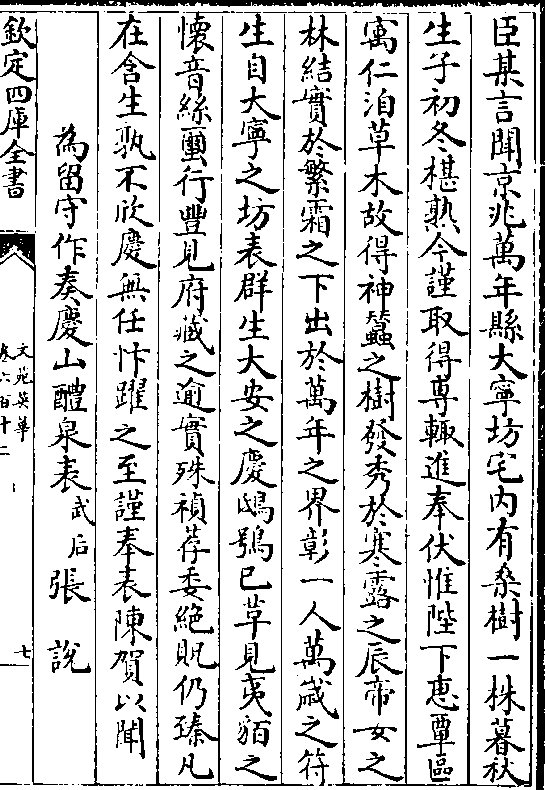 臣某言聞京兆萬年縣大寧坊宅内有桑樹一株暮秋
生子初冬椹熟今謹取得專輙進奉伏惟陛下恵覃區
寓仁洎草木故得神蠶之樹發秀於寒露之辰帝女之
林結實於繁霜之下出於萬年之界彰一人萬歲之符
生自大寧之坊表群生大安之慶鴟鴞已革見夷貊之
懷音絲璽行豐見府藏之逾實殊禎荐委絶貺仍臻凡
在含生孰不欣慶無任忭躍之至謹奉表陳賀以聞
為留守作奏慶山醴泉表 武后 張說
欽定四庫全書
文苑英華
卷六百十二
七